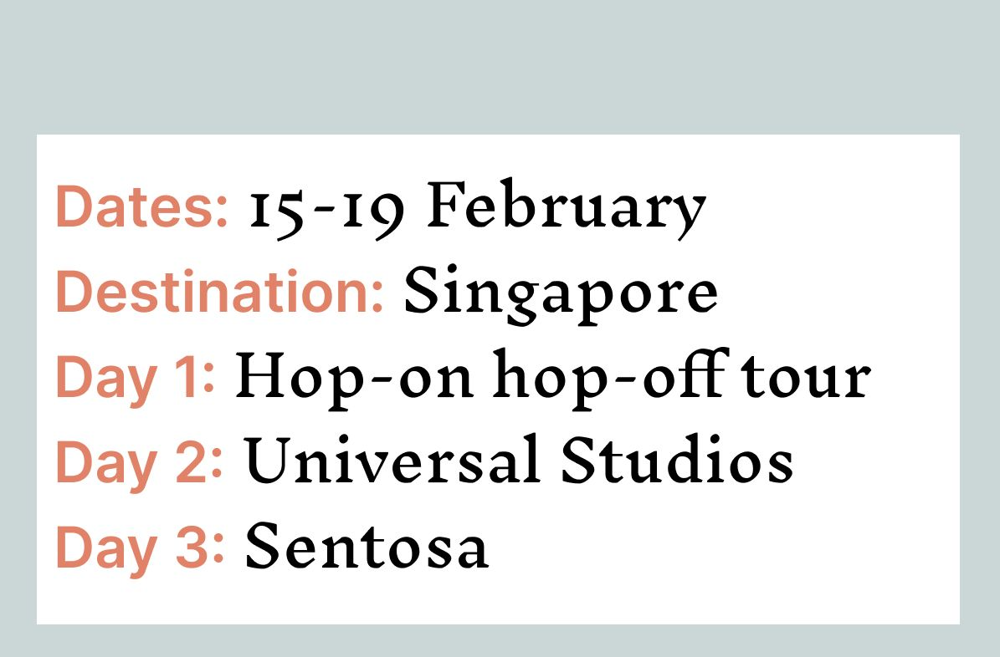 Dates: 15-19 February
Destination: Singapore
Day 1: Hop-on hop-off tour
Day 2: Universal Studios
Day 3: Sentosa